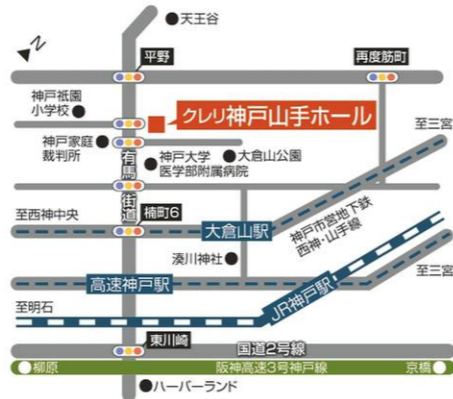 天王谷
N
平野
再度筋町
神戸祇園
小学校
クレリ神戸山手ホール
至三宮
神戸家庭
裁判所
有馬街道
神戸大学
医学部附属病院
大倉山公園
至西神中央
楠町6
大倉山駅
神戸市営地下鉄
西神・山手線
湊川神社
高速神戸駅
JR神戸駅
至三宮
至明石
東川崎
国道2号線
柳原
阪神高速3号神戸線
京橋
ハーバーランド